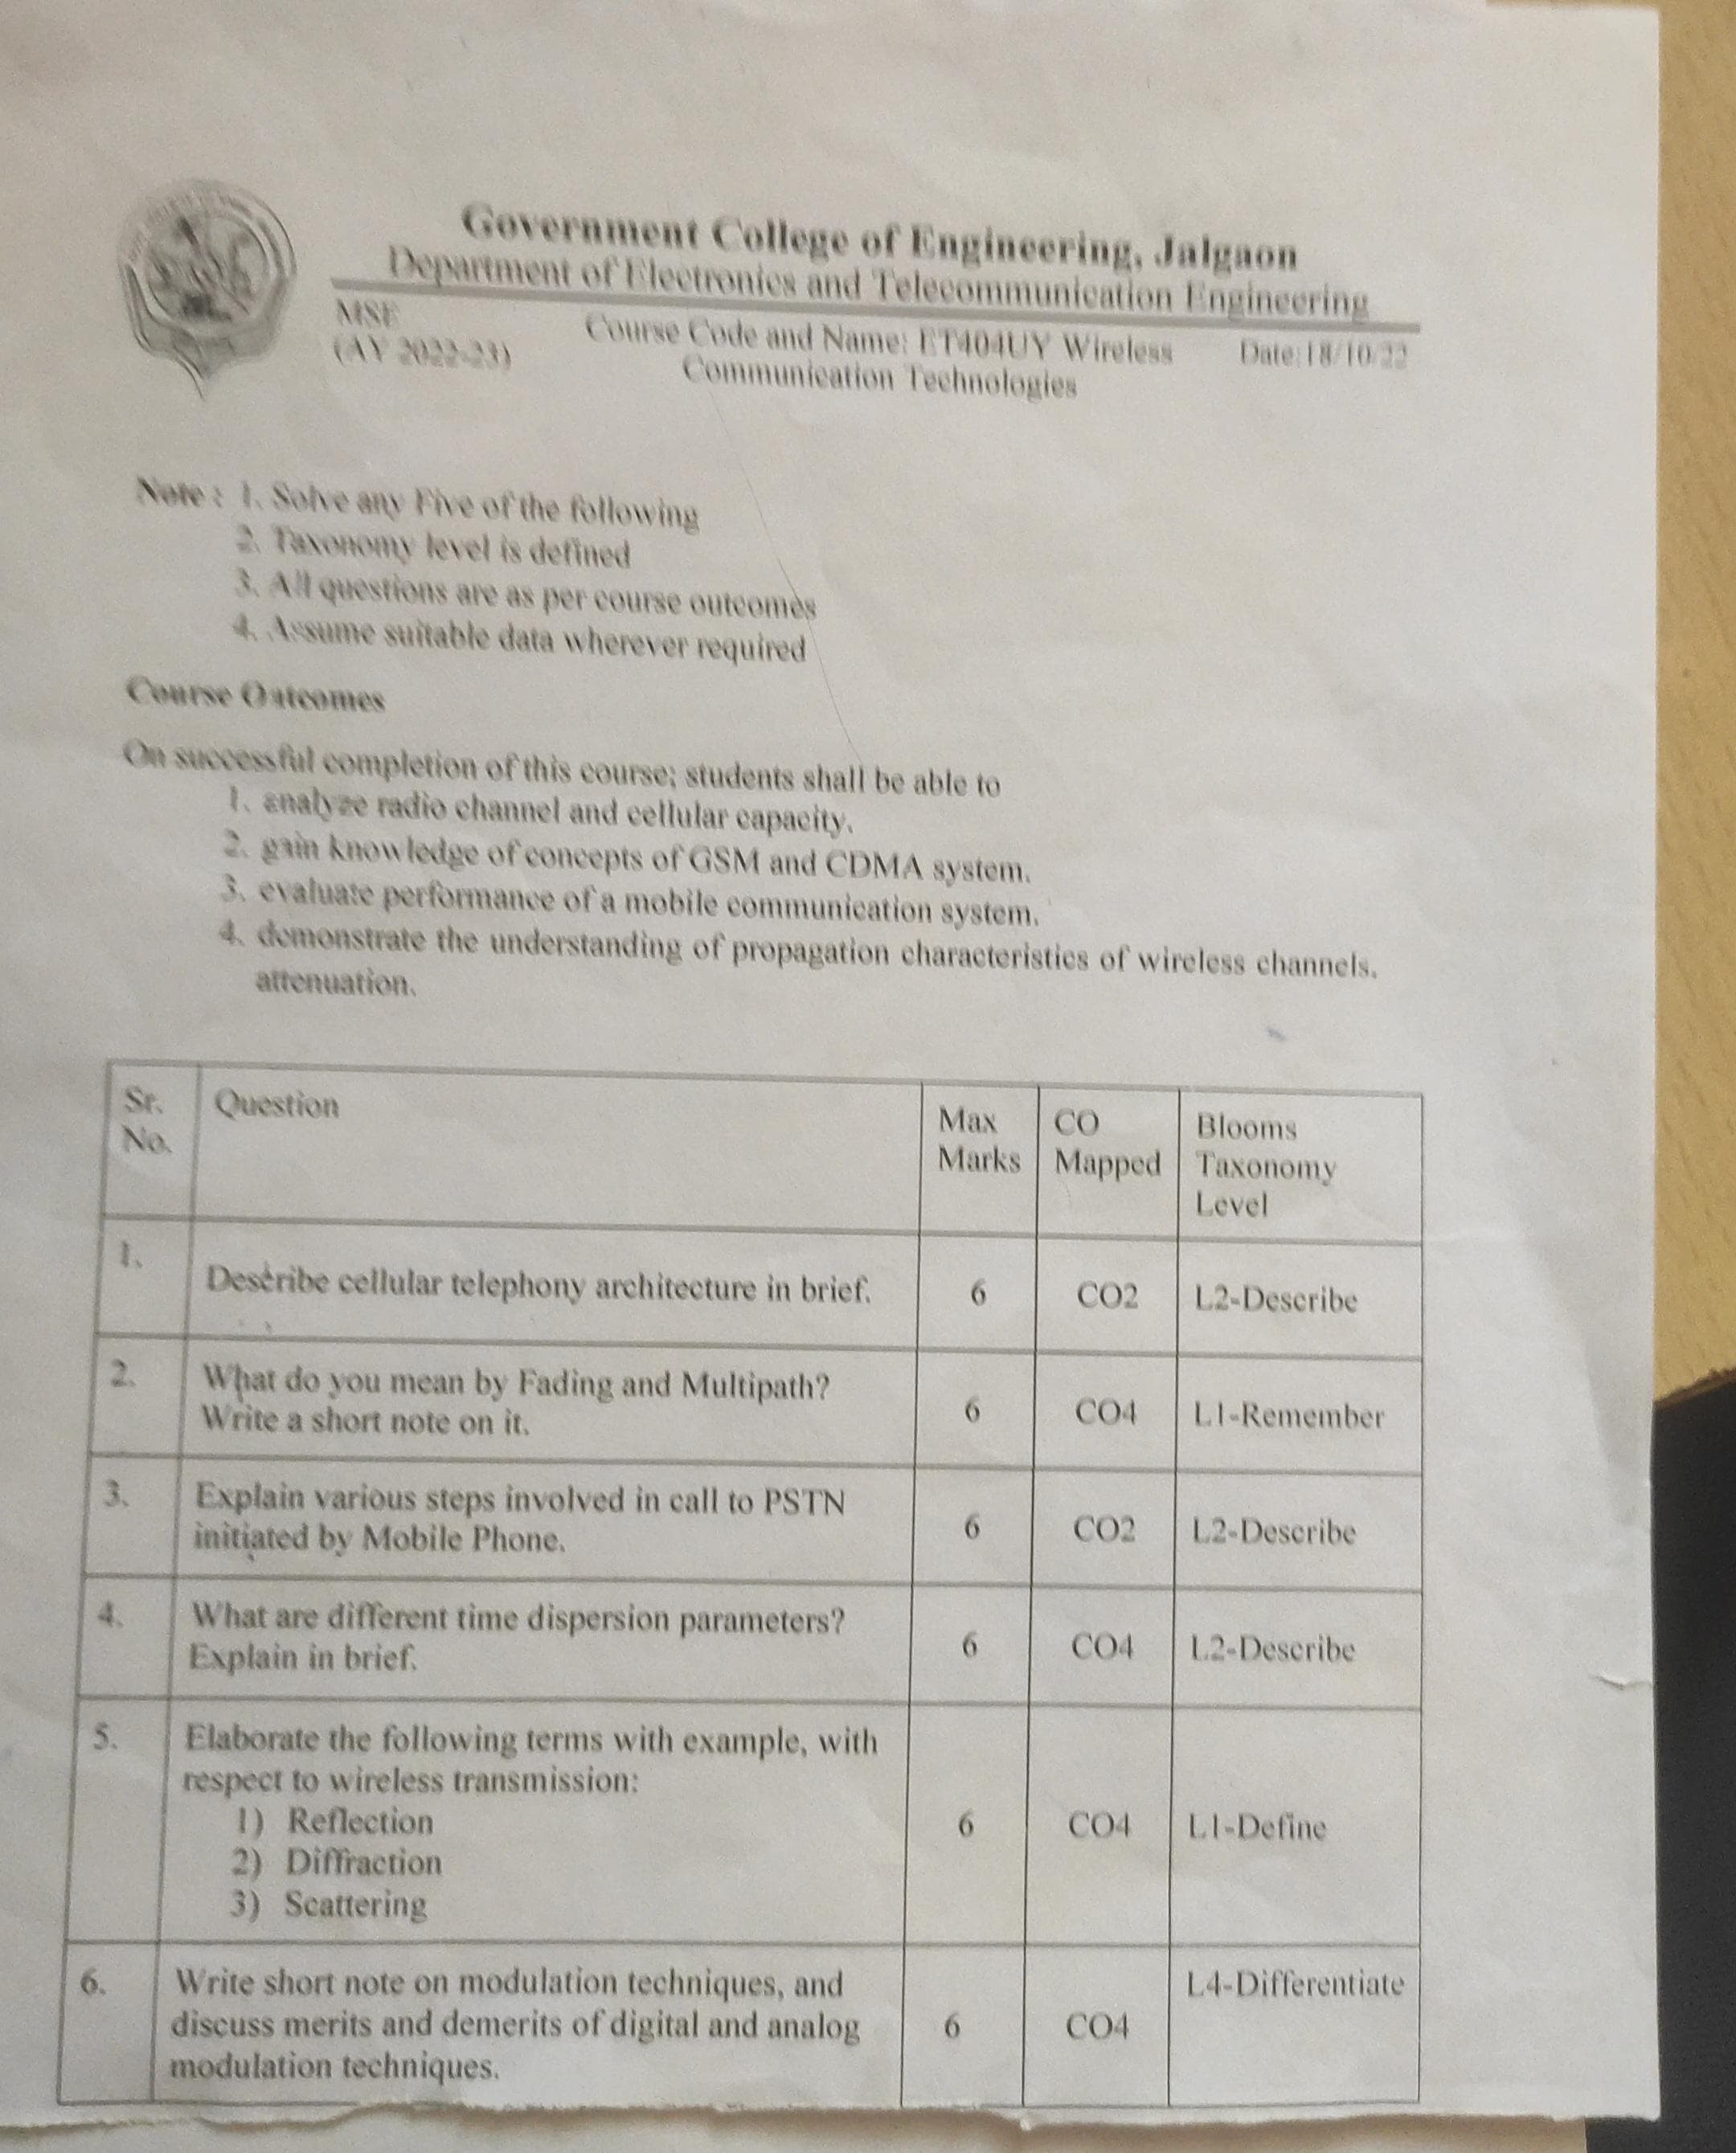 Government College of Engineering, Jalgaon
Department of Electronics and Telecommunication Engineering
MSE
(AY 2022-23)
Course Code and Name: ET404UY Wireless
Communication Technologies
Date:18/10/22
Note : 1. Solve any Five of the following
2. Taxonomy level is defined
3. All questions are as per course outcomes
4. Assume suitable data wherever required
Course Outcomes
On successful completion of this course; students shall be able to
1. analyze radio channel and cellular capacity.
2. gain knowledge of concepts of GSM and CDMA system.
3. evaluate performance of a mobile communication system.
4. demonstrate the understanding of propagation characteristics of wireless channels.
attenuation.
Sr.
No.
Question
Max
Marks
CO
Mapped
Blooms
Taxonomy
Level
1.
Describe cellular telephony architecture in brief.
6
CO2
L2-Describe
2.
What do you mean by Fading and Multipath?
Write a short note on it.
6
CO4
L1-Remember
3.
Explain various steps involved in call to PSTN
initiated by Mobile Phone.
6
CO2
L2-Describe
4.
What are different time dispersion parameters?
Explain in brief.
6
CO4
L2-Describe
5.
Elaborate the following terms with example, with
respect to wireless transmission:
1) Reflection
2) Diffraction
3) Scattering
6
CO4
L1-Define
6.
Write short note on modulation techniques, and
discuss merits and demerits of digital and analog
modulation techniques.
6
CO4
L4-Differentiate